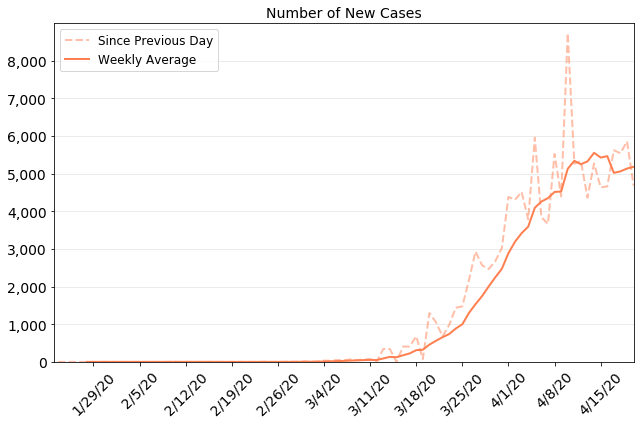 Number of New Cases
Since Previous Day
Weekly Average
8,000
7,000
6,000
5,000
4,000
3,000
2,000
1,000
0
1/29/20 2/5/20 2/12/20 2/19/20 2/26/20 3/4/20 3/11/20 3/18/20 3/25/20 4/1/20 4/8/20 4/15/20